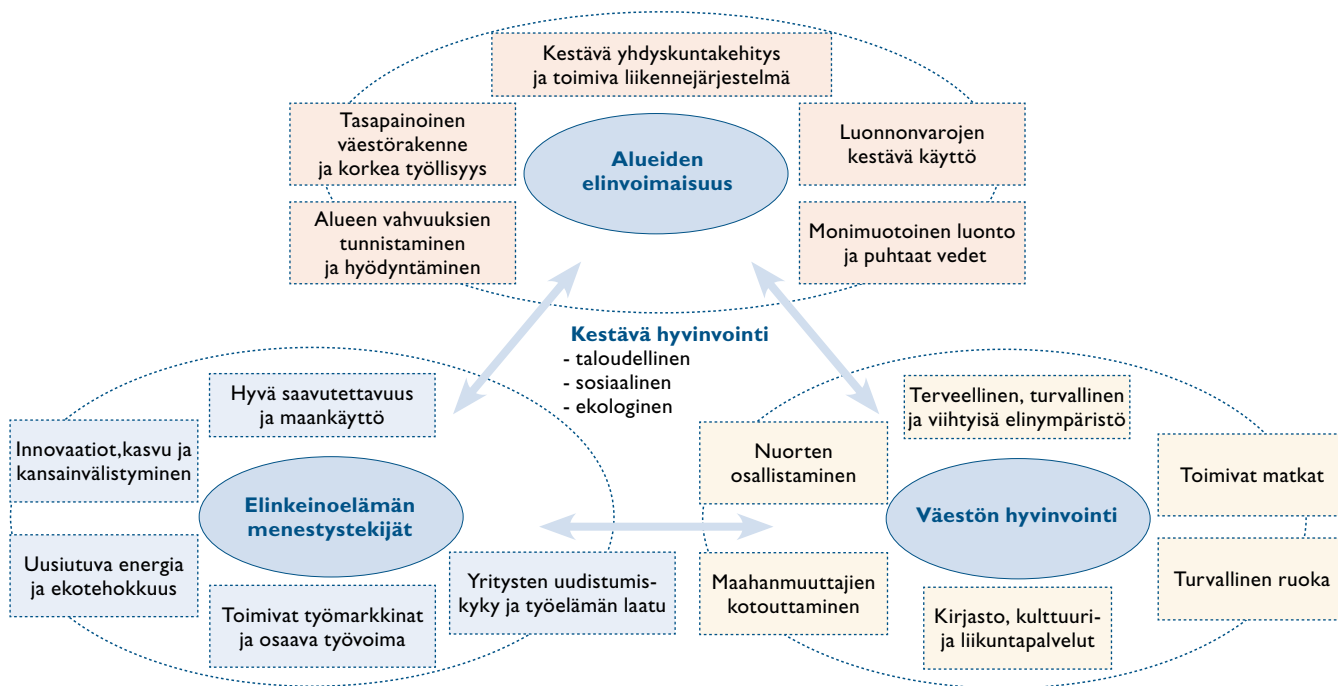 Kestävä yhdyskuntakehitys
ja toimiva liikennejärjestelmä
Tasapainoinen
väestörakenne
ja korkea työllisyys
Alueiden
elinvoimaisuus
Luonnonvarojen
kestävä käyttö
Alueen vahvuuksien
tunnistaminen
ja hyödyntäminen
Monimuotoinen luonto
ja puhtaat vedet
Kestävä hyvinvointi
- taloudellinen
- sosiaalinen
- ekologinen
Hyvä saavutettavuus
ja maankäyttö
Innovaatiot,kasvu ja
kansainvälistyminen
Elinkeinoelämän
menestystekijät
Uusiutuva energia
ja ekotehokkuus
Toimivat työmarkkinat
ja osaava työvoima
Yritysten uudistumis-
kyky ja työelämän laatu
Terveellinen, turvallinen
ja viihtyisä elinympäristö
Nuorten
osallistaminen
Toimivat matkat
Väestön hyvinvointi
Maahanmuuttajien
kotouttaminen
Turvallinen ruoka
Kirjasto, kulttuuri-
ja liikuntapalvelut